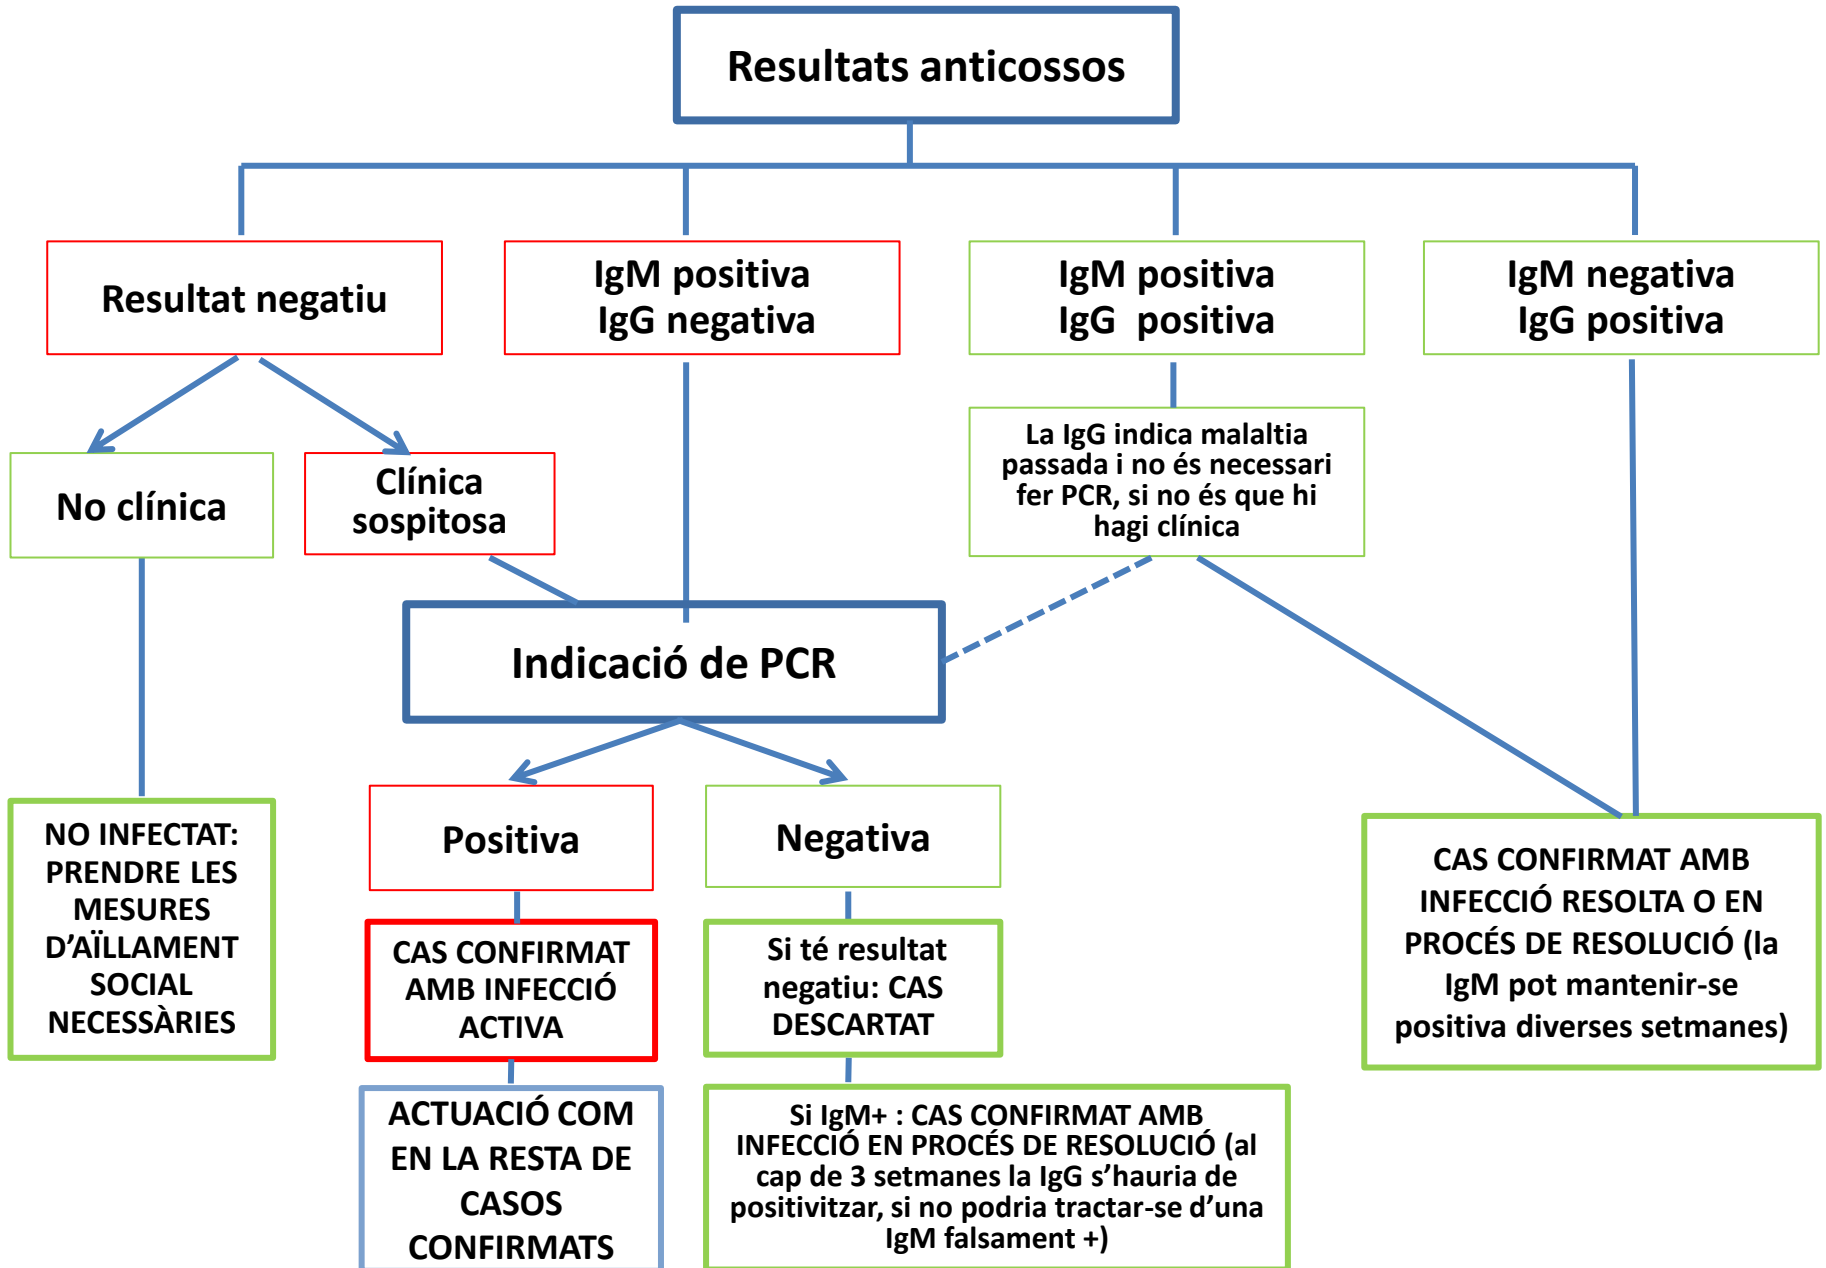 Resultats anticossos
Resultat negatiu
IgM positiva
IgG negativa
IgM positiva
IgG  positiva
IgM negativa
IgG positiva
No clínica
Clínica
sospitosa
La IgG indica malaltia
passada i no és necessari
fer PCR, si no és que hi
hagi clínica
Indicació de PCR
Positiva
Negativa
NO INFECTAT:
PRENDRE LES
MESURES
D’AÏLLAMENT
SOCIAL
NECESSÀRIES
CAS CONFIRMAT
AMB INFECCIÓ
ACTIVA
Si té resultat
negatiu: CAS
DESCARTAT
CAS CONFIRMAT AMB
INFECCIÓ RESOLTA O EN
PROCÉS DE RESOLUCIÓ (la
IgM pot mantenir-se
positiva diverses setmanes)
ACTUACIÓ COM
EN LA RESTA DE
CASOS
CONFIRMATS
Si IgM+ : CAS CONFIRMAT AMB
INFECCIÓ EN PROCÉS DE RESOLUCIÓ (al
cap de 3 setmanes la IgG s’hauria de
positivitzar, si no podria tractar-se d’una
IgM falsament +)